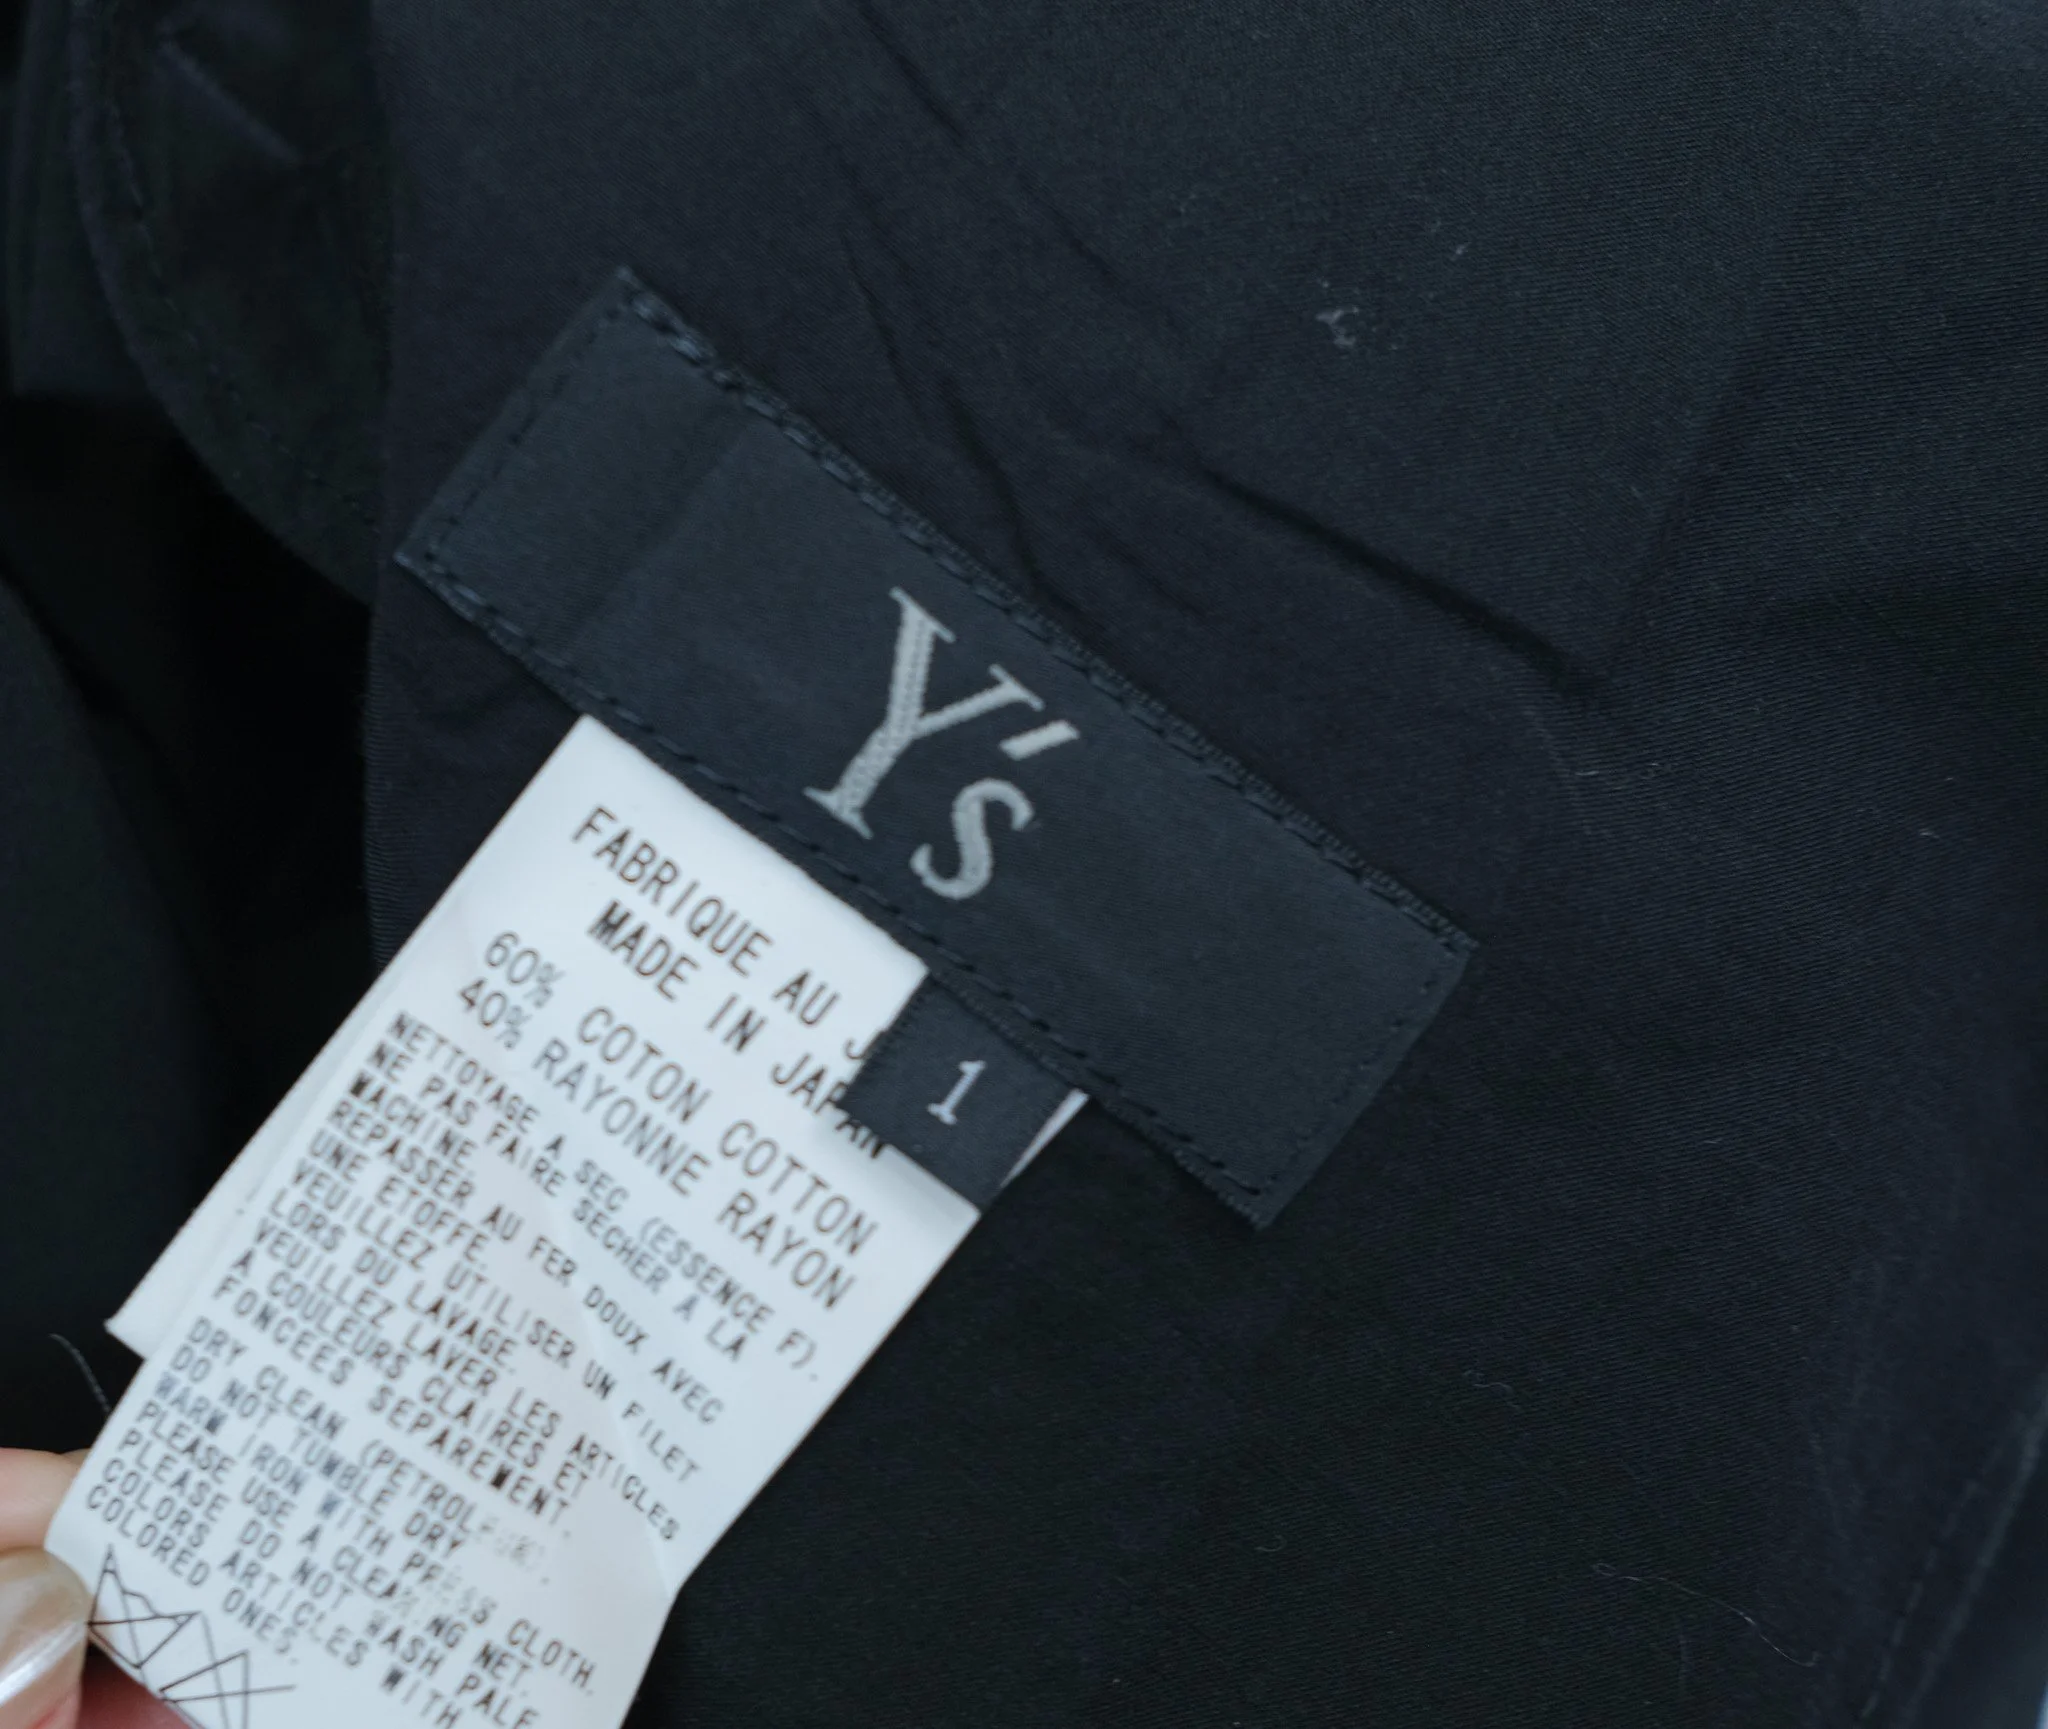 Y's
1
FABRIQUE AU
MADE IN JAPAN
60% COTON COTTON
40% RAYONNE RAYON
NETTOYAGE A SEC (ESSENCE F).
NE PAS FAIRE SECHER A LA
MACHINE.
REPASSER AU FER DOUX AVEC
UNE ETOFFE.
VEUILLEZ UTILISER UN FILET
LORS DU LAVAGE.
VEUILLEZ LAVER LES ARTICLES
A COULEURS CLAIRES ET
FONCEES SEPAREMENT.
DRY CLEAN
DO NOT TUMBLE DRY.
WARM IRON WITH PRESS CLOTH.
PLEASE USE A CLEANING NET.
PLEASE DO NOT WASH PALE
COLORS ARTICLES WITH
COLORED ONES.